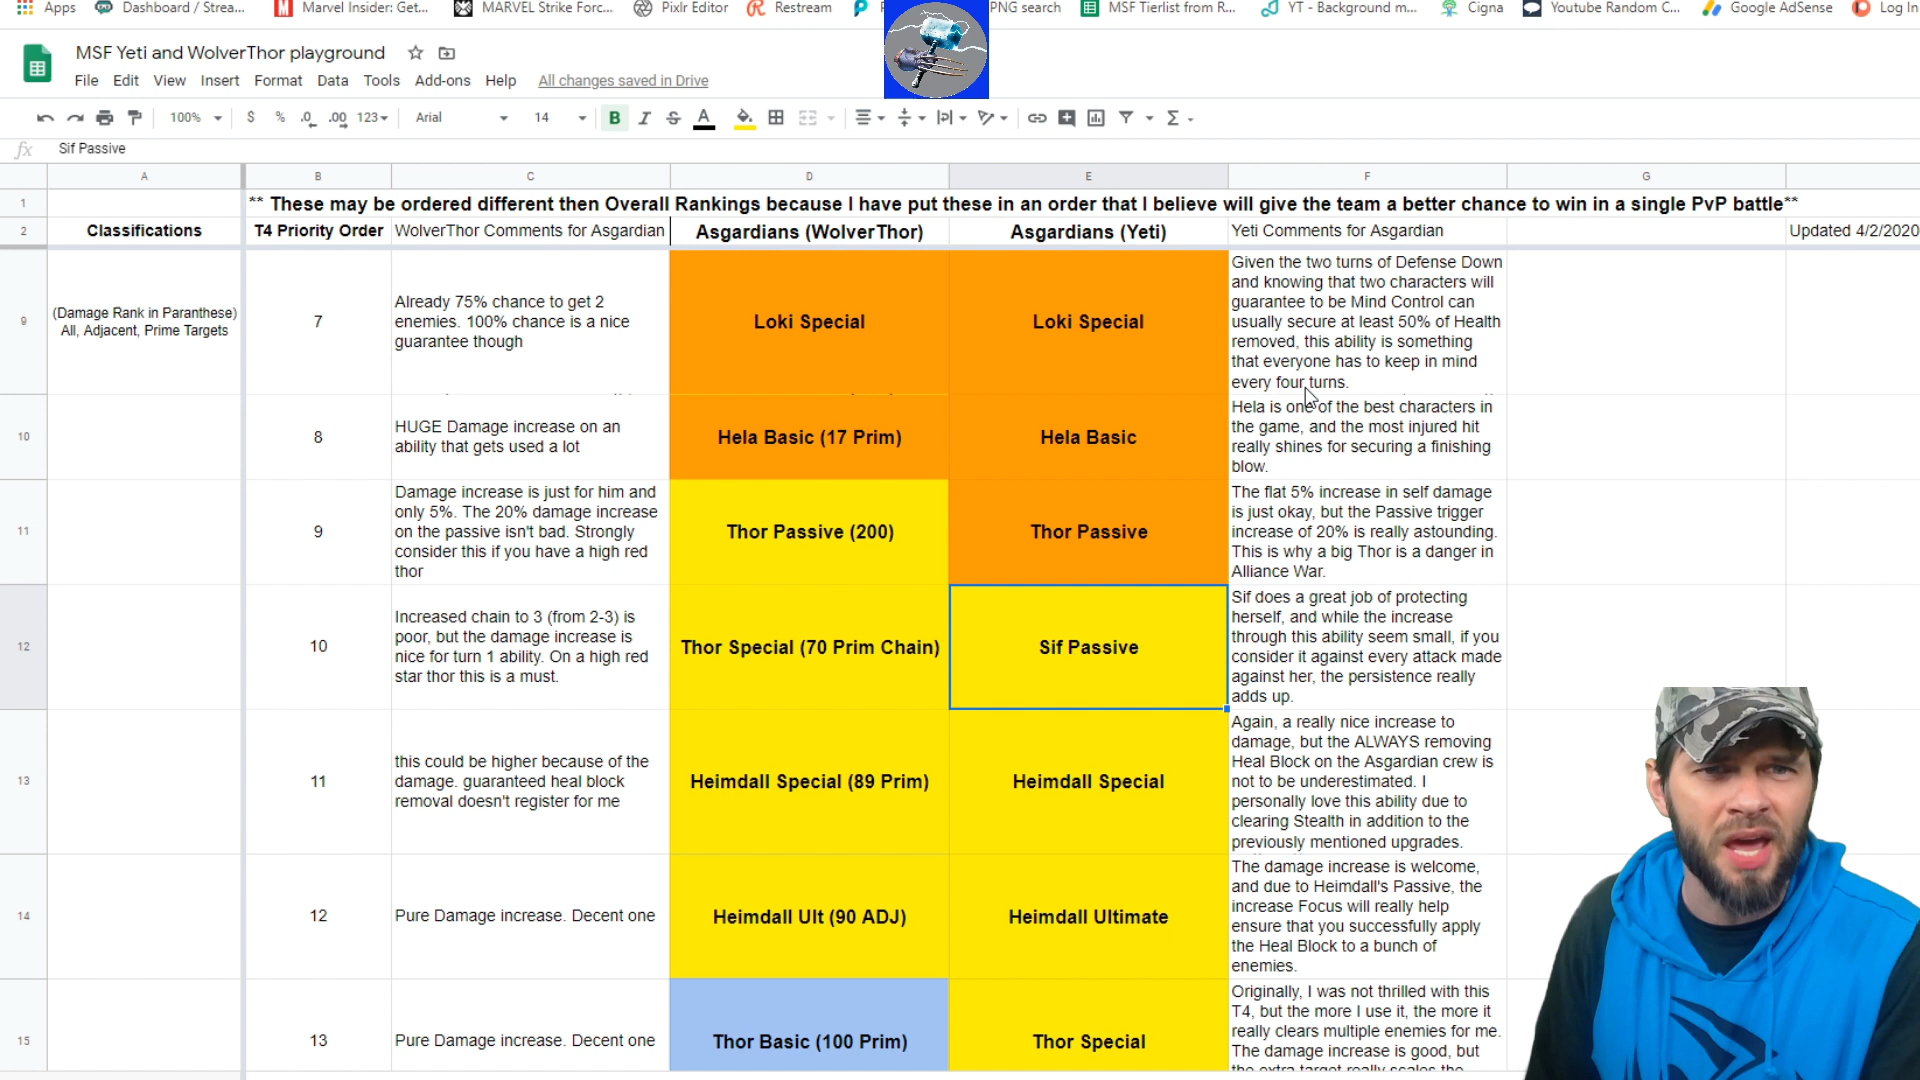 Apps
Dashboard / Strea...
Marvel Insider: Get...
MARVEL Strike Forc...
Pixlr Editor
Restream
PNG search
MSF Tierlist from R...
YT - Background m...
Cigna
Youtube Random C...
Google AdSense
Log In
MSF Yeti and WolverThor playground
File Edit View Insert Format Data Tools Add-ons Help All changes saved in Drive
100% $ % .0 .00 123 Arial 14 B I S A
fx Sif Passive
A B C D E F G
1 ** These may be ordered different then Overall Rankings because I have put these in an order that I believe will give the team a better chance to win in a single PvP battle**
2 Classifications T4 Priority Order WolverThor Comments for Asgardian Asgardians (WolverThor) Asgardians (Yeti) Yeti Comments for Asgardian Updated 4/2/2020
9
(Damage Rank in Paranthese)
All, Adjacent, Prime Targets
7
Already 75% chance to get 2
enemies. 100% chance is a nice
guarantee though
Loki Special
Loki Special
Given the two turns of Defense Down
and knowing that two characters will
guarantee to be Mind Control can
usually secure at least 50% of Health
removed, this ability is something
that everyone has to keep in mind
every four turns.
10
8
HUGE Damage increase on an
ability that gets used a lot
Hela Basic (17 Prim)
Hela Basic
Hela is one of the best characters in
the game, and the most injured hit
really shines for securing a finishing
blow.
11
9
Damage increase is just for him and
only 5%. The 20% damage increase
on the passive isn't bad. Strongly
consider this if you have a high red
thor
Thor Passive (200)
Thor Passive
The flat 5% increase in self damage
is just okay, but the Passive trigger
increase of 20% is really astounding.
This is why a big Thor is a danger in
Alliance War.
12
10
Increased chain to 3 (from 2-3) is
poor, but the damage increase is
nice for turn 1 ability. On a high red
star thor this is a must.
Thor Special (70 Prim Chain)
Sif Passive
Sif does a great job of protecting
herself, and while the increase
through this ability seem small, if you
consider it against every attack made
against her, the persistence really
adds up.
13
11
this could be higher because of the
damage. guaranteed heal block
removal doesn't register for me
Heimdall Special (89 Prim)
Heimdall Special
Again, a really nice increase to
damage, but the ALWAYS removing
Heal Block on the Asgardian crew is
not to be underestimated. I
personally love this ability due to
clearing Stealth in addition to the
previously mentioned upgrades.
14
12
Pure Damage increase. Decent one
Heimdall Ult (90 ADJ)
Heimdall Ultimate
The damage increase is welcome,
and due to Heimdall's Passive, the
increase Focus will really help
ensure that you successfully apply
the Heal Block to a bunch of
enemies.
15
13
Pure Damage increase. Decent one
Thor Basic (100 Prim)
Thor Special
Originally, I was not thrilled with this
T4, but the more I use it, the more it
really clears multiple enemies for me.
The damage increase is good, but
the extra target really scales the